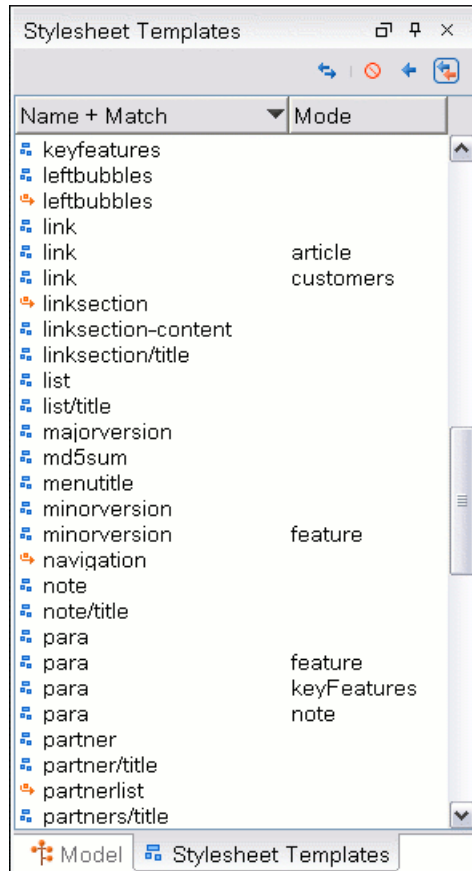 Stylesheet Templates
Name + Match Mode
keyfeatures
leftbubbles
leftbubbles
link
link article
link customers
linksection
linksection-content
linksection/title
list
list/title
majorversion
md5sum
menutitle
minorversion
minorversion feature
navigation
note
note/title
para
para feature
para keyFeatures
para note
partner
partner/title
partnerlist
partners/title
Model Stylesheet Templates